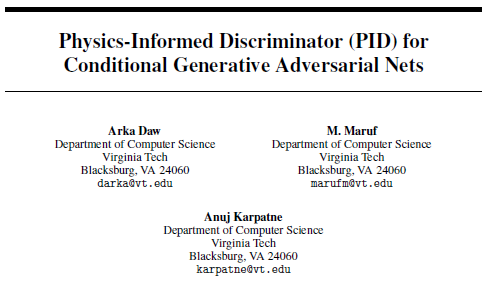 Physics-Informed Discriminator (PID) for
Conditional Generative Adversarial Nets
Arka Daw
Department of Computer Science
Virginia Tech
Blacksburg, VA 24060
darka@vt.edu
M. Maruf
Department of Computer Science
Virginia Tech
Blacksburg, VA 24060
marufm@vt.edu
Anuj Karpatne
Department of Computer Science
Virginia Tech
Blacksburg, VA 24060
karpatne@vt.edu